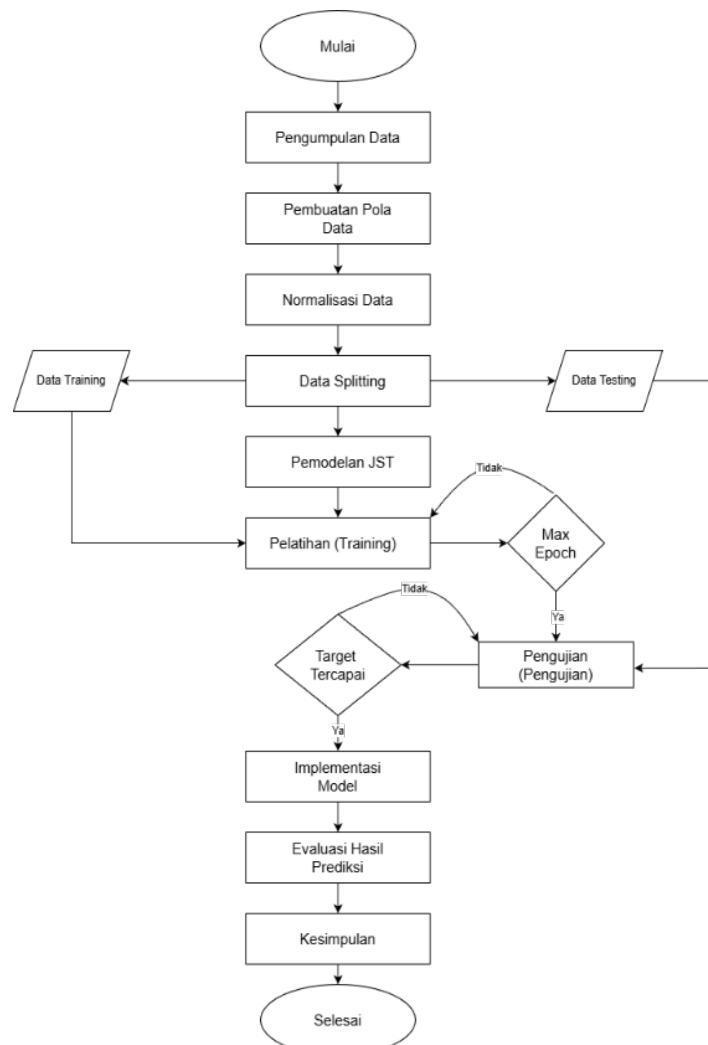 Mulai
Pengumpulan Data
Pembuatan Pola
Data
Normalisasi Data
Data Training
Data Splitting
Data Testing
Pemodelan JST
Tidak
Pelatihan (Training)
Max
Epoch
Tidak
Ya
Target
Tercapai
Pengujian
(Pengujian)
Ya
Implementasi
Model
Evaluasi Hasil
Prediksi
Kesimpulan
Selesai